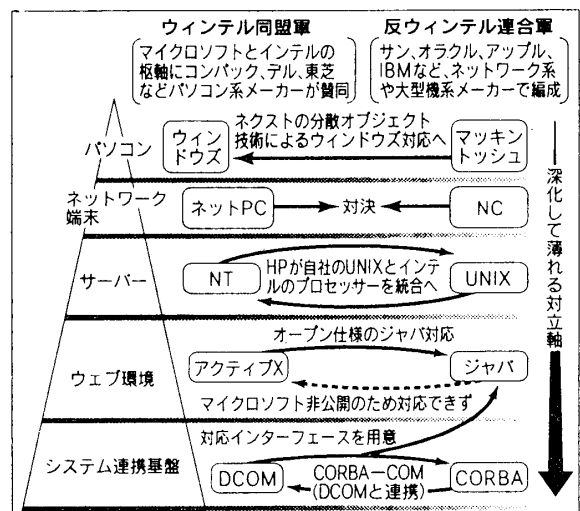 ウィンテル同盟軍
マイクロソフトとインテルの
枢軸にコンパック、デル、東芝
などパソコン系メーカーが賛同
反ウィンテル連合軍
サン、オラクル、アップル、
IBMなど、ネットワーク系
や大型機系メーカーで編成
パソコン
ウィン
ドウズ
ネクストの分散オブジェクト
技術によるウィンドウズ対応へ
マッキン
トッシュ
ネットワーク
端末
ネットPC
対決
NC
サーバー
NT
HPが自社のUNIXとインテ
ルのプロセッサーを統合へ
UNIX
ウェブ環境
オープン仕様のジャバ対応
アクティブX
ジャバ
マイクロソフト非公開のため対応できず
システム連携基盤
対応インターフェースを用意
DCOM
CORBA－COM
(DCOMと連携)
CORBA
深化して薄れる対立軸